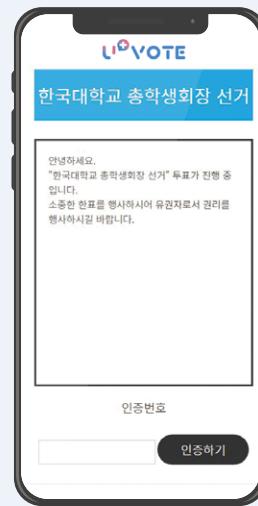 UPVOTE
한국대학교 총학생회장 선거
안녕하세요.
"한국대학교 총학생회장 선거" 투표가 진행 중
입니다.
소중한 한표를 행사하시어 유권자로서 권리를
행사하시길 바랍니다.
인증번호
인증하기